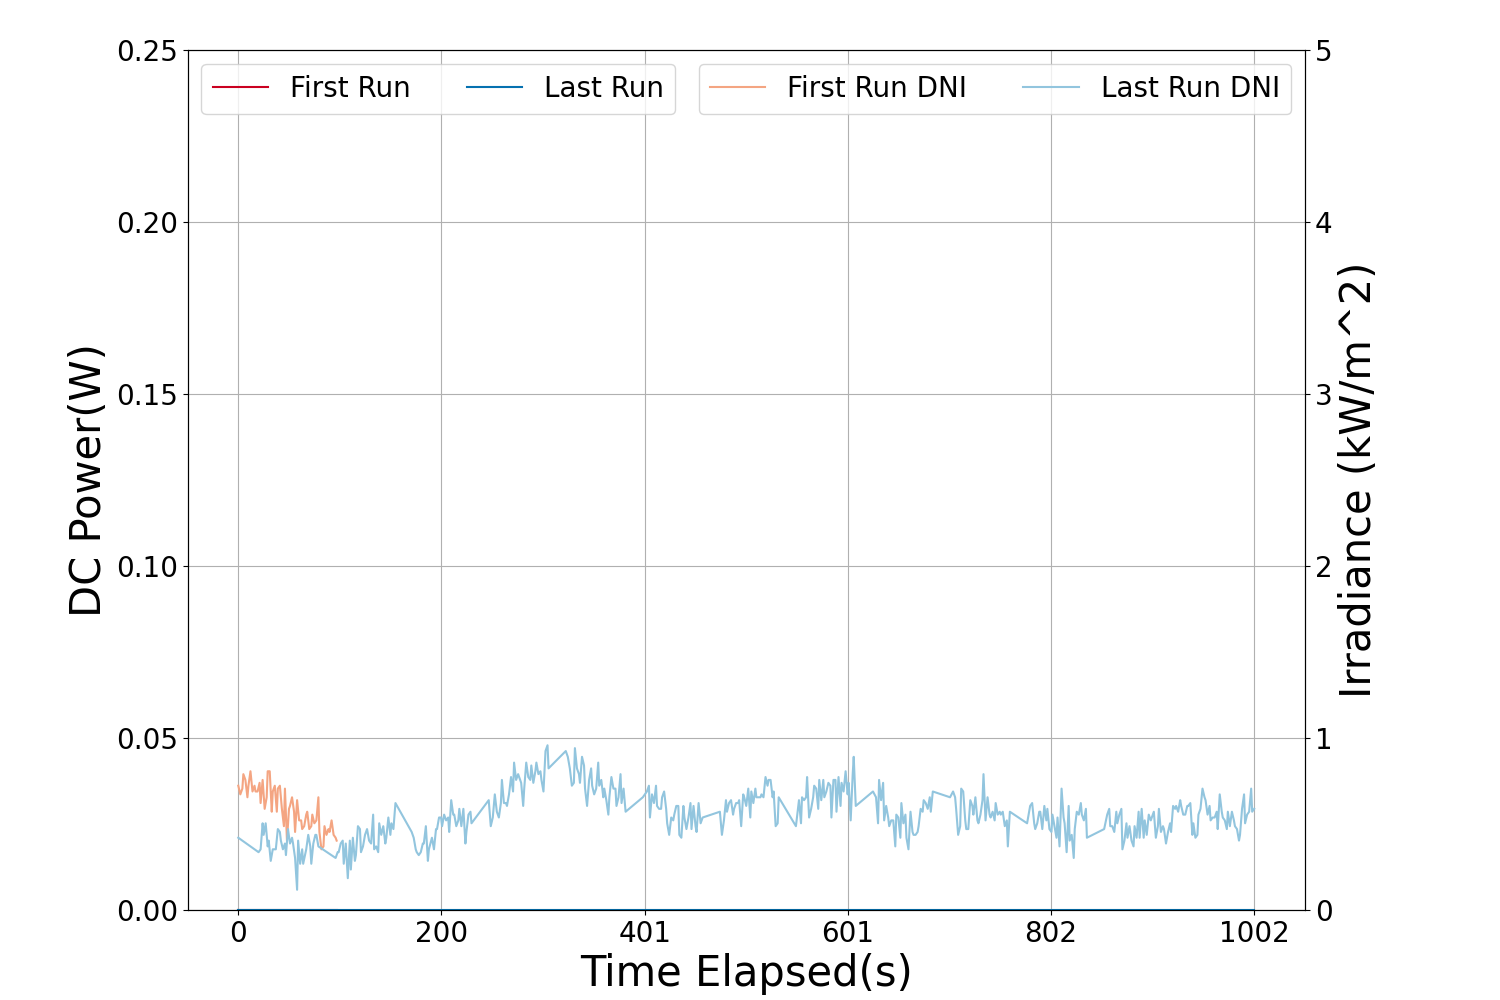 First Run
Last Run
First Run DNI
Last Run DNI
0.25
0.20
0.15
0.10
0.05
0.00
DC Power(W)
5
4
3
2
1
0
Irradiance (kW/m^2)
0
200
401
601
802
1002
Time Elapsed(s)